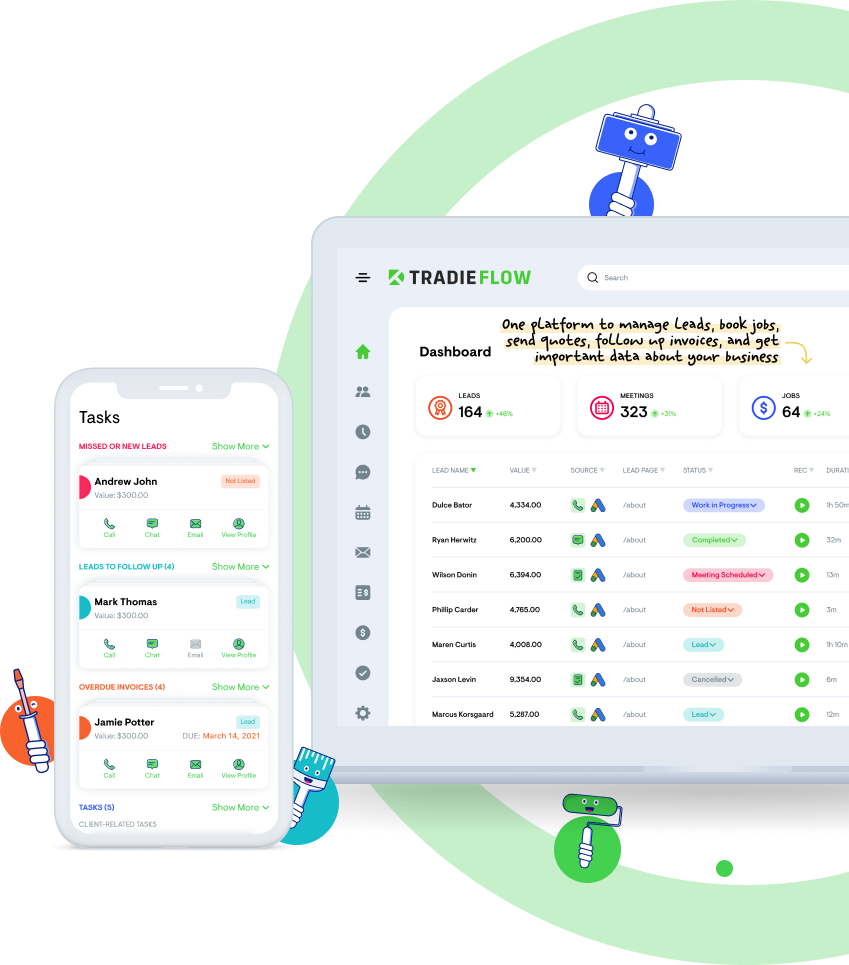 TRADIEFLOW
Search
One platform to manage leads, book jobs,
send quotes, follow up invoices, and get
important data about your business
Dashboard
LEADS
164 +46%
MEETINGS
323 +31%
JOBS
64 +24%
LEAD NAME VALUE SOURCE LEAD PAGE STATUS REC DURATI
Dulce Bator 4,334.00 /about Work in Progress 1h 50m
Ryan Herwitz 6,200.00 /about Completed 32m
Wilson Donin 6,394.00 /about Meeting Scheduled 13m
Phillip Carder 4,765.00 /about Not Listed 3m
Maren Curtis 4,008.00 /about Lead 1h 10m
Jaxson Levin 9,354.00 /about Cancelled 6m
Marcus Korsgaard 5,287.00 /about Lead 12m
Tasks
MISSED OR NEW LEADS Show More
Andrew John Not Listed
Value: $300.00
Call Chat Email View Profile
LEADS TO FOLLOW UP (4) Show More
Mark Thomas Lead
Value: $300.00
Call Chat Email View Profile
OVERDUE INVOICES (4) Show More
Jamie Potter Lead
Value: $300.00 DUE: March 14, 2021
Call Chat Email View Profile
TASKS (5) Show More
CLIENT-RELATED TASKS